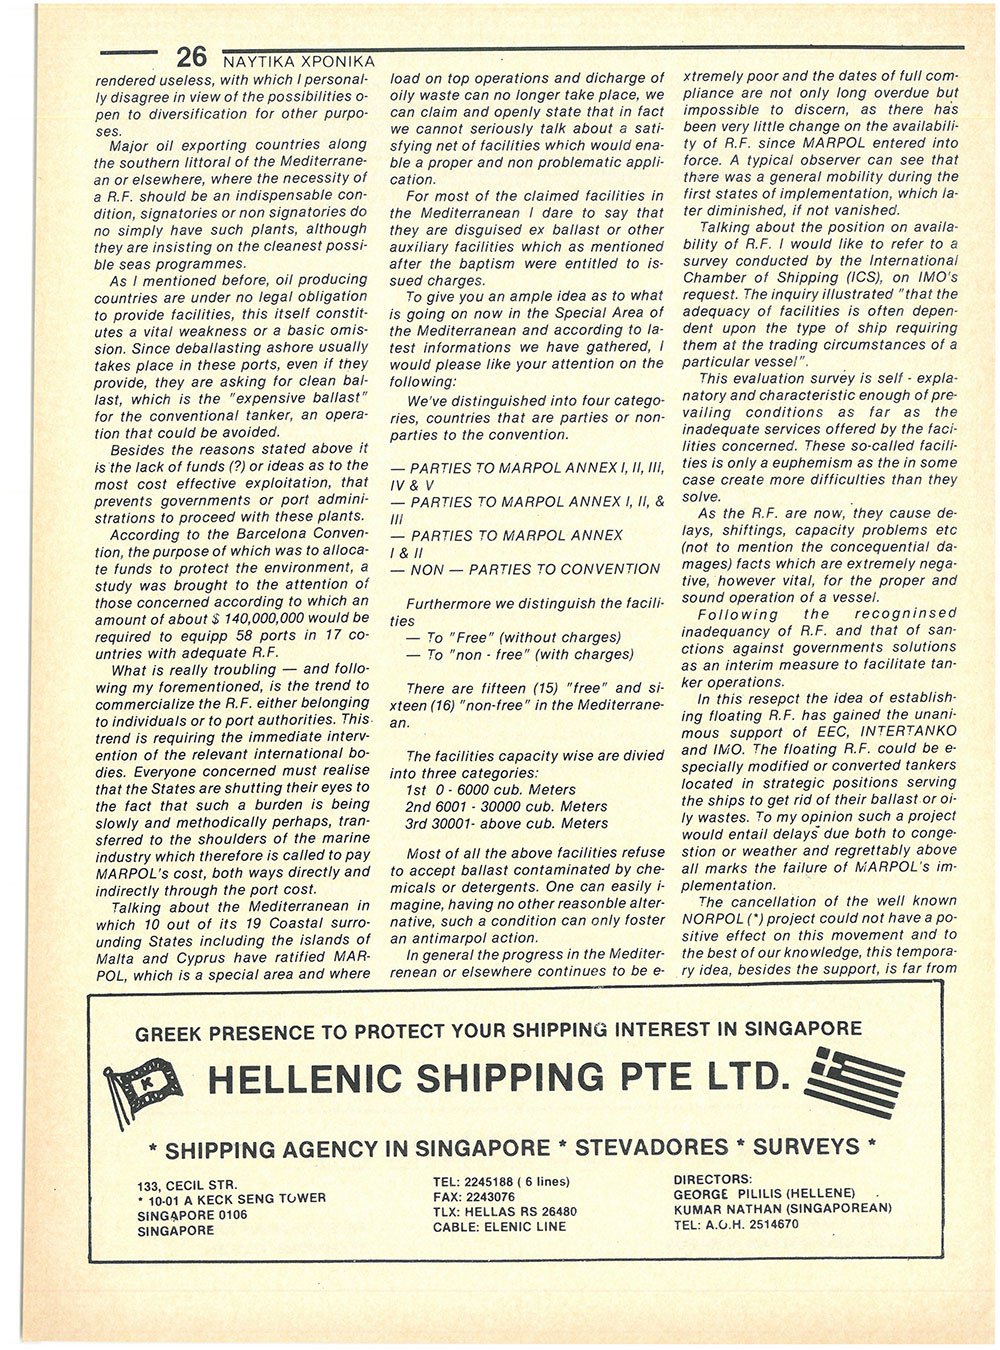 26 ΝΑΥΤΙΚΑ ΧΡΟΝΙΚΑ
rendered useless, with which I personal-
ly disagree in view of the possibilities o-
pen to diversification for other purpo-
ses.
Major oil exporting countries along
the southern littoral of the Mediterrane-
an or elsewhere, where the necessity of
a R.F. should be an indispensable con-
dition, signatories or non signatories do
no simply have such plants, although
they are insisting on the cleanest possi-
ble seas programmes.
As I mentioned before, oil producing
countries are under no legal obligation
to provide facilities, this itself constit-
utes a vital weakness or a basic omis-
sion. Since deballasting ashore usually
takes place in these ports, even if they
provide, they are asking for clean bal-
last, which is the "expensive ballast"
for the conventional tanker, an opera-
tion that could be avoided.
Besides the reasons stated above it
is the lack of funds (?) or ideas as to the
most cost effective exploitation, that
prevents governments or port admini-
strations to proceed with these plants.
According to the Barcelona Conven-
tion, the purpose of which was to alloca-
te funds to protect the environment, a
study was brought to the attention of
those concerned according to which an
amount of about $ 140,000,000 would be
required to equipp 58 ports in 17 co-
untries with adequate R.F.
What is really troubling — and follo-
wing my forementioned, is the trend to
commercialize the R.F. either belonging
to individuals or to port authorities. This
trend is requiring the immediate interv-
ention of the relevant international bo-
dies. Everyone concerned must realise
that the States are shutting their eyes to
the fact that such a burden is being
slowly and methodically perhaps, tran-
sferred to the shoulders of the marine
industry which therefore is called to pay
MARPOL's cost, both ways directly and
indirectly through the port cost.
Talking about the Mediterranean in
which 10 out of its 19 Coastal surro-
unding States including the islands of
Malta and Cyprus have ratified MAR-
POL, which is a special area and where
load on top operations and dicharge of
oily waste can no longer take place, we
can claim and openly state that in fact
we cannot seriously talk about a sati-
sfying net of facilities which would ena-
ble a proper and non problematic appli-
cation.
For most of the claimed facilities in
the Mediterranean I dare to say that
they are disguised ex ballast or other
auxiliary facilities which as mentioned
after the baptism were entitled to is-
sued charges.
To give you an ample idea as to what
is going on now in the Special Area of
the Mediterranean and according to la-
test informations we have gathered, I
would please like your attention on the
following:
We've distinguished into four catego-
ries, countries that are parties or non-
parties to the convention.
— PARTIES TO MARPOL ANNEX I, II, III,
IV & V
— PARTIES TO MARPOL ANNEX I, II, &
III
— PARTIES TO MARPOL ANNEX
I & II
— NON — PARTIES TO CONVENTION
Furthermore we distinguish the facili-
ties
— To "Free" (without charges)
— To "non - free" (with charges)
There are fifteen (15) "free" and si-
xteen (16) "non-free" in the Mediterrane-
an.
The facilities capacity wise are divied
into three categories:
1st 0 - 6000 cub. Meters
2nd 6001 - 30000 cub. Meters
3rd 30001- above cub. Meters
Most of all the above facilities refuse
to accept ballast contaminated by che-
micals or detergents. One can easily i-
magine, having no other reasonble alter-
native, such a condition can only foster
an antimarpol action.
In general the progress in the Mediter-
renean or elsewhere continues to be e-
xtremely poor and the dates of full com-
pliance are not only long overdue but
impossible to discern, as there has
been very little change on the availabili-
ty of R.F. since MARPOL entered into
force. A typical observer can see that
there was a general mobility during the
first states of implementation, which la-
ter diminished, if not vanished.
Talking about the position on availa-
bility of R.F. I would like to refer to a
survey conducted by the International
Chamber of Shipping (ICS), on IMO's
request. The inquiry illustrated "that the
adequacy of facilities is often depen-
dent upon the type of ship requiring
them at the trading circumstances of a
particular vessel".
This evaluation survey is self - expla-
natory and characteristic enough of pre-
vailing conditions as far as the
inadequate services offered by the faci-
lities concerned. These so-called facili-
ties is only a euphemism as the in some
case create more difficulties than they
solve.
As the R.F. are now, they cause de-
lays, shiftings, capacity problems etc
(not to mention the concequential da-
mages) facts which are extremely nega-
tive, however vital, for the proper and
sound operation of a vessel.
Following the recogninsed
inadequancy of R.F. and that of san-
ctions against governments solutions
as an interim measure to facilitate tan-
ker operations.
In this resepct the idea of establish-
ing floating R.F. has gained the unani-
mous support of EEC, INTERTANKO
and IMO. The floating R.F. could be e-
specially modified or converted tankers
located in strategic positions serving
the ships to get rid of their ballast or oi-
ly wastes. To my opinion such a project
would entail delays due both to conge-
stion or weather and regrettably above
all marks the failure of MARPOL's im-
plementation.
The cancellation of the well known
NORPOL (*) project could not have a po-
sitive effect on this movement and to
the best of our knowledge, this tempora-
ry idea, besides the support, is far from
GREEK PRESENCE TO PROTECT YOUR SHIPPING INTEREST IN SINGAPORE
K
HELLENIC SHIPPING PTE LTD.
* SHIPPING AGENCY IN SINGAPORE * STEVADORES * SURVEYS *
133, CECIL STR.
* 10-01 A KECK SENG TOWER
SINGAPORE 0106
SINGAPORE
TEL: 2245188 ( 6 lines)
FAX: 2243076
TLX: HELLAS RS 26480
CABLE: ELENIC LINE
DIRECTORS:
GEORGE PILILIS (HELLENE)
KUMAR NATHAN (SINGAPOREAN)
TEL: A.O.H. 2514670